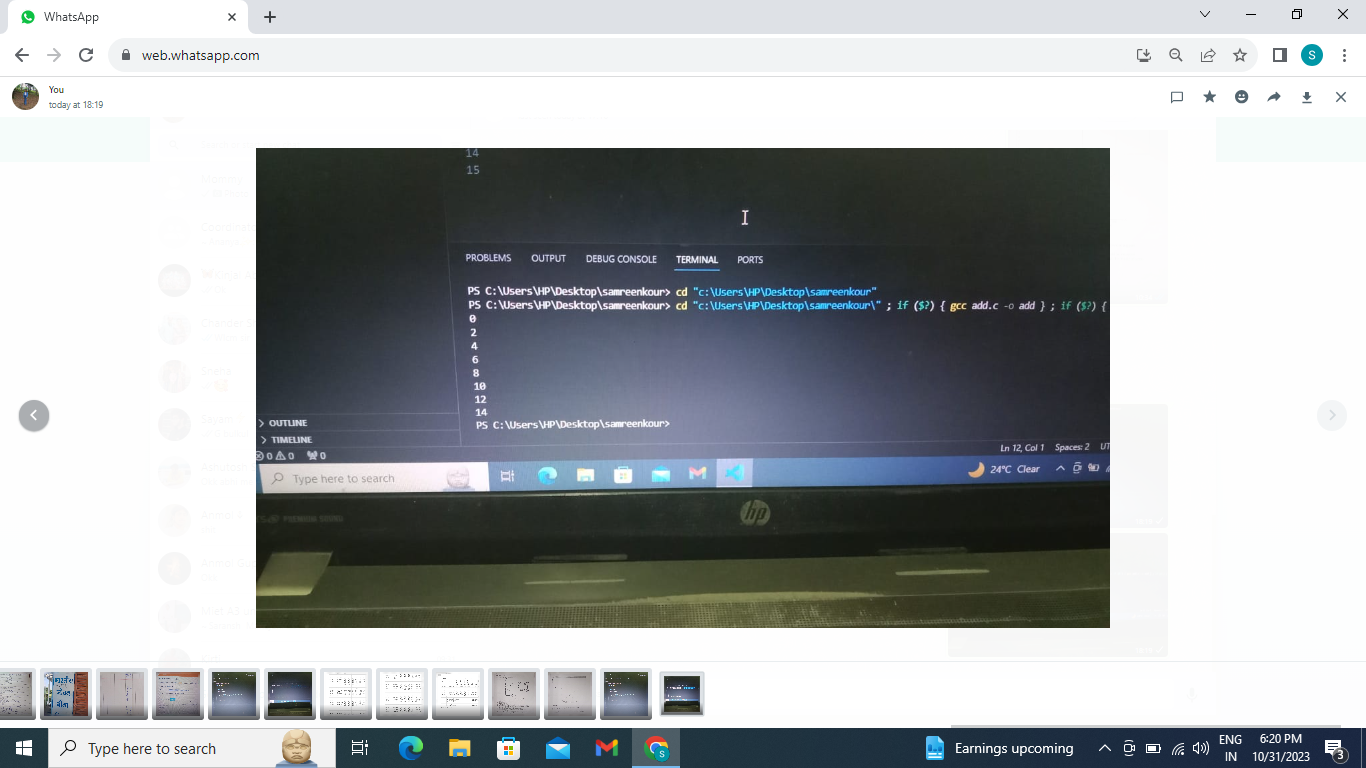 WhatsApp
web.whatsapp.com
S
You
today at 18:19
14
15
PROBLEMS OUTPUT DEBUG CONSOLE TERMINAL PORTS
PS C:\Users\HP\Desktop\samreenkour> cd "c:\Users\HP\Desktop\samreenkour"
PS C:\Users\HP\Desktop\samreenkour> cd "c:\Users\HP\Desktop\samreenkour\" ; if ($?) { gcc add.c -o add } ; if ($?) {
0
2
4
6
8
10
12
14
PS C:\Users\HP\Desktop\samreenkour>
OUTLINE
TIMELINE
0 0 0
Ln 12, Col 1 Spaces: 2 UT
Type here to search
24°C Clear
hp
Type here to search
Earnings upcoming
ENG
IN
6:20 PM
10/31/2023
3